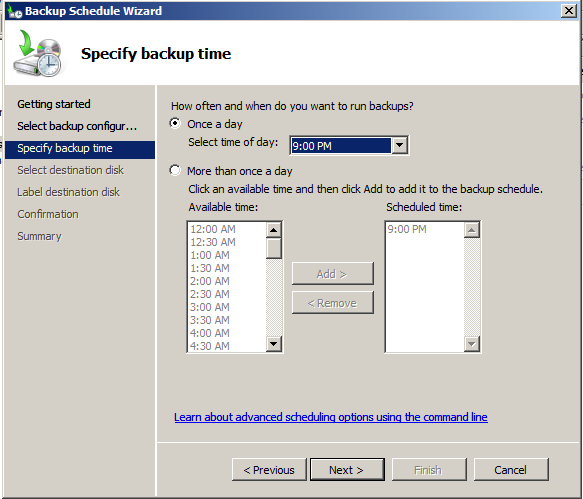 Backup Schedule Wizard
Specify backup time
Getting started
Select backup configur...
Specify backup time
Select destination disk
Label destination disk
Confirmation
Summary
How often and when do you want to run backups?
Once a day
Select time of day: 9:00 PM
More than once a day
Click an available time and then click Add to add it to the backup schedule.
Available time:
12:00 AM
12:30 AM
1:00 AM
1:30 AM
2:00 AM
2:30 AM
3:00 AM
3:30 AM
4:00 AM
4:30 AM
Add >
< Remove
Scheduled time:
9:00 PM
Learn about advanced scheduling options using the command line
< Previous Next > Finish Cancel